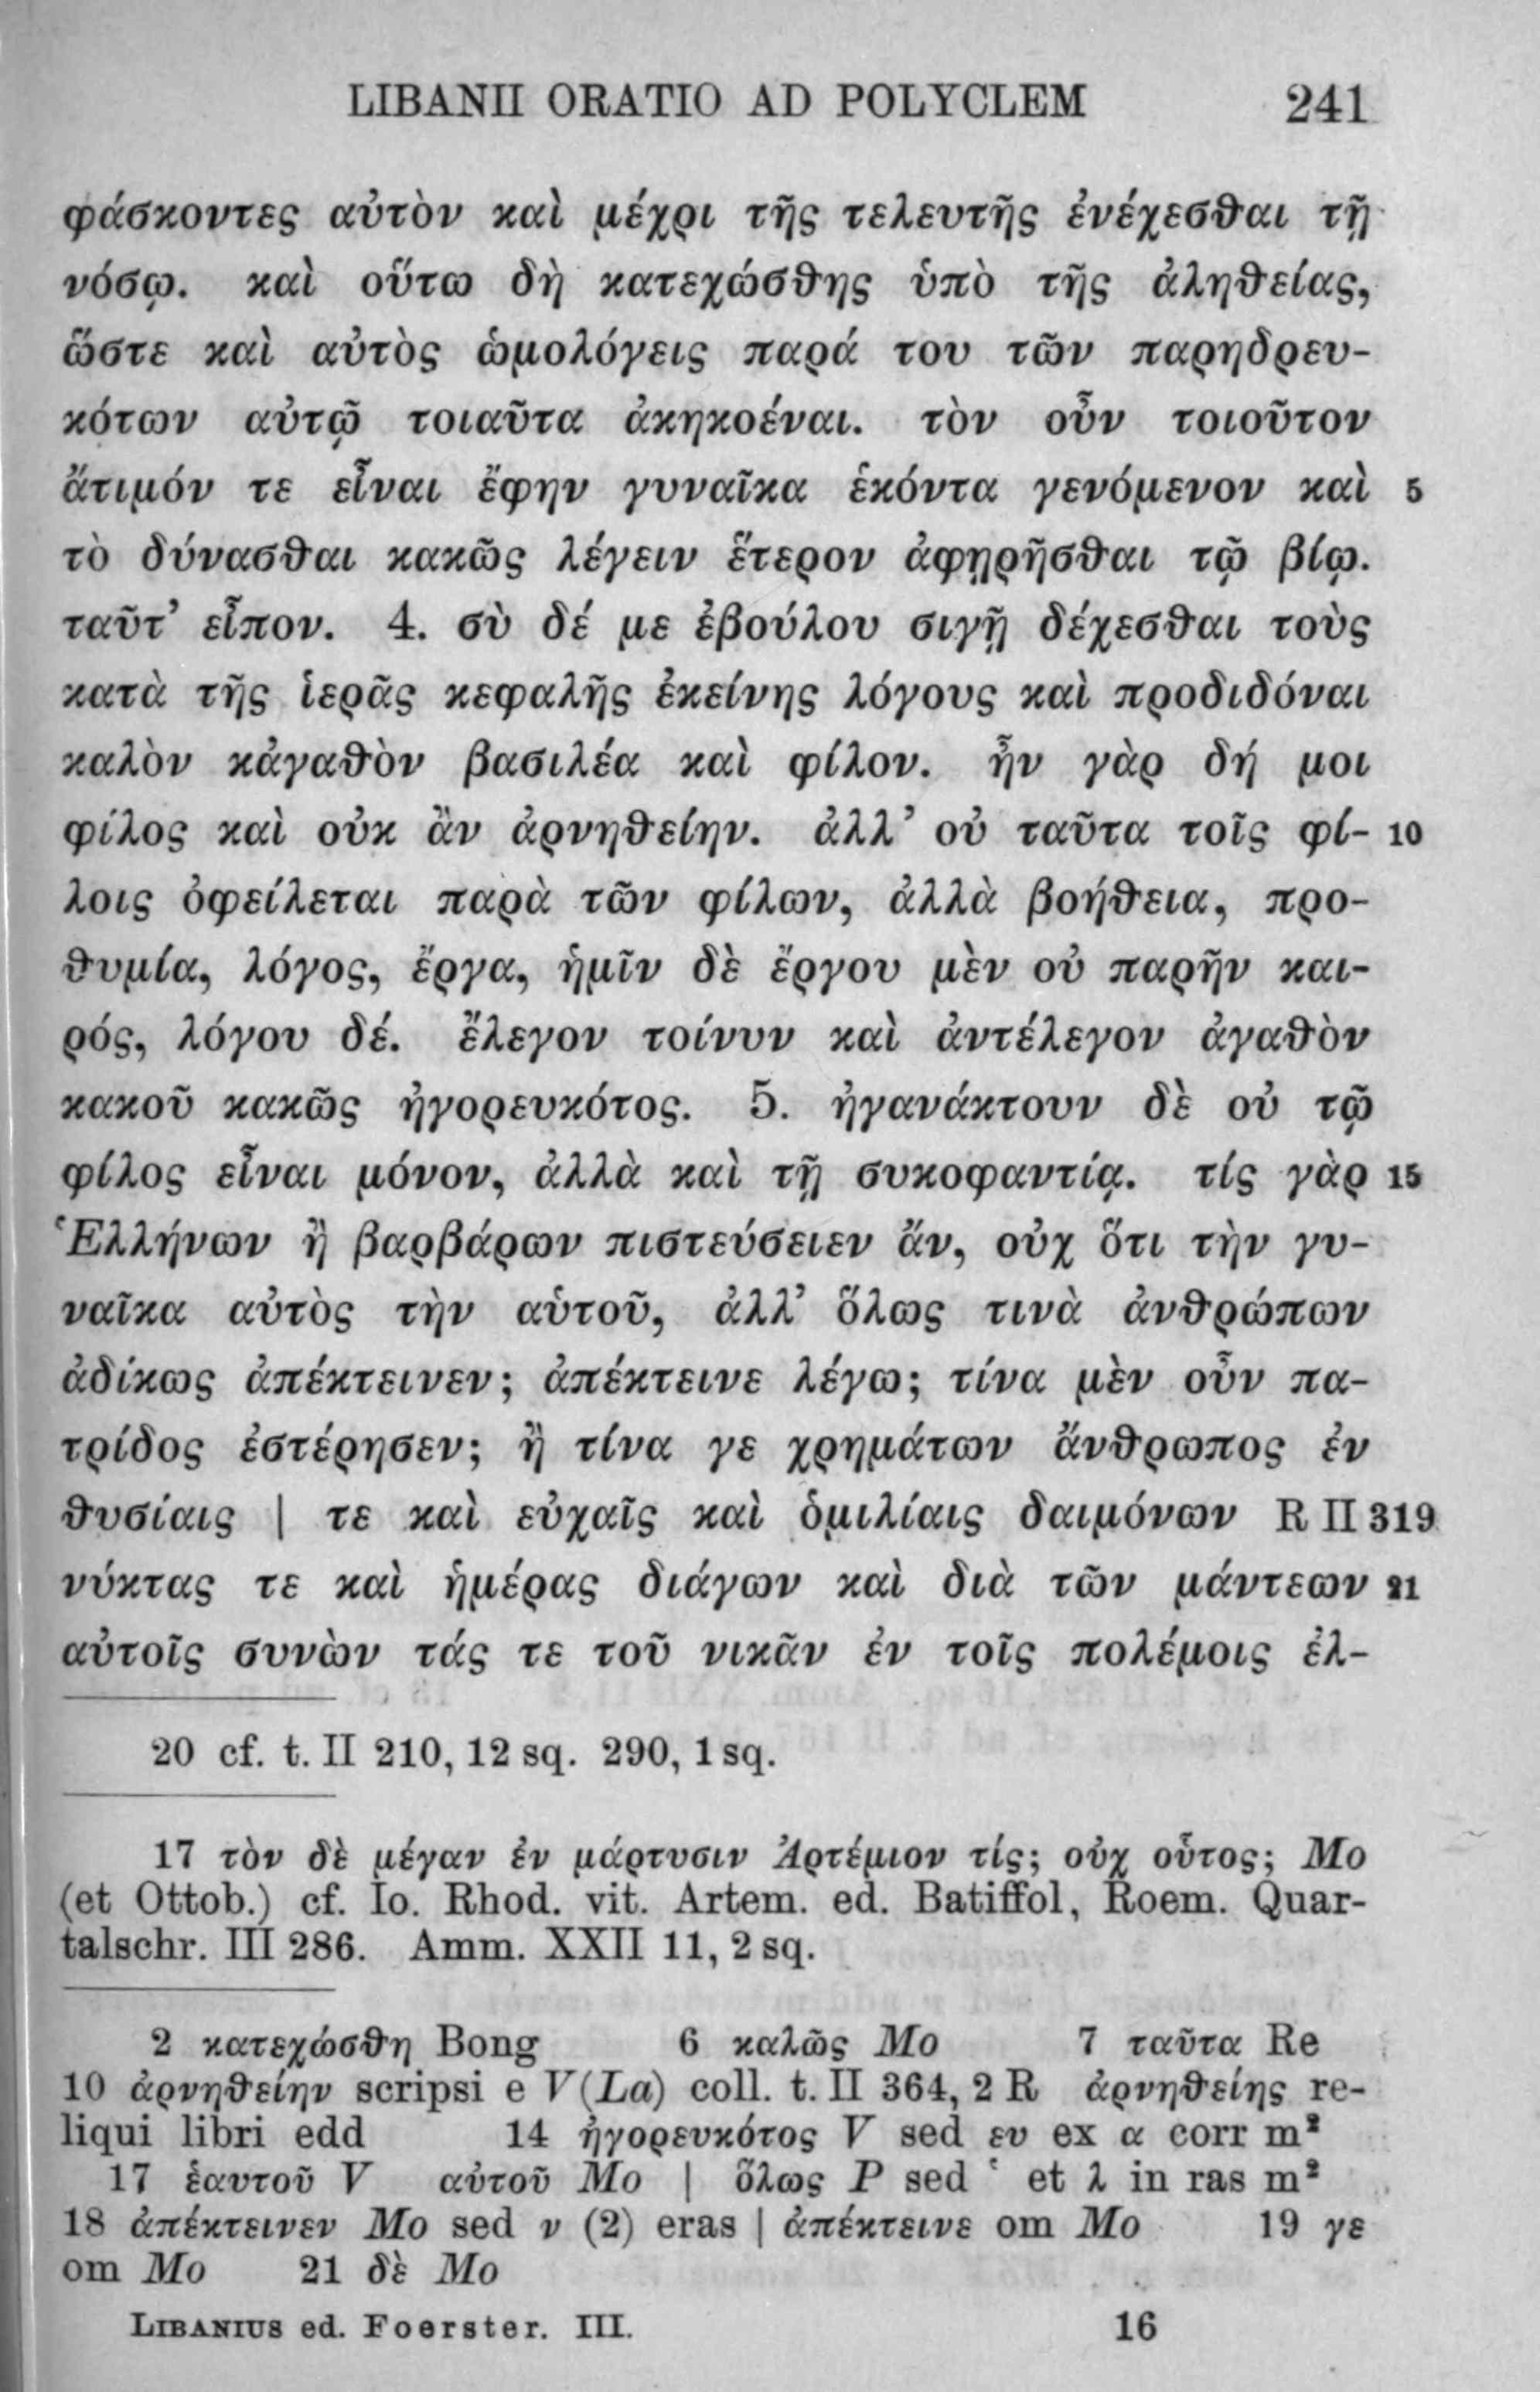 LIBANII ORATIO AD POLYCLEM 241
φάσκοντες αὐτὸν καὶ μέχρι τῆς τελευτῆς ἐνέχεσθαι τῇ
νόσῳ. καὶ οὕτω δὴ κατεχώσθης ὑπὸ τῆς ἀληθείας,
ὥστε καὶ αὐτὸς ὡμολόγεις παρά του τῶν παρηδρευ-
κότων αὐτῷ τοιαῦτα ἀκηκοέναι. τὸν οὖν τοιοῦτον
ἄτιμόν τε εἶναι ἔφην γυναῖκα ἑκόντα γενόμενον καὶ 5
τὸ δύνασθαι κακῶς λέγειν ἕτερον ἀφῃρῆσθαι τῷ βίῳ.
ταῦτ’ εἶπον. 4. σὺ δέ με ἐβούλου σιγῇ δέχεσθαι τοὺς
κατὰ τῆς ἱερᾶς κεφαλῆς ἐκείνης λόγους καὶ προδιδόναι
καλὸν κἀγαθὸν βασιλέα καὶ φίλον. ἦν γὰρ δή μοι
φίλος καὶ οὐκ ἂν ἀρνηθείην. ἀλλ’ οὐ ταῦτα τοῖς φί- 10
λοις ὀφείλεται παρὰ τῶν φίλων, ἀλλὰ βοήθεια, προ-
θυμία, λόγος, ἔργα, ἡμῖν δὲ ἔργου μὲν οὐ παρῆν και-
ρός, λόγου δέ. ἔλεγον τοίνυν καὶ ἀντέλεγον ἀγαθὸν
κακοῦ κακῶς ἠγορευκότος. 5. ἠγανάκτουν δὲ οὐ τῷ
φίλος εἶναι μόνον, ἀλλὰ καὶ τῇ συκοφαντίᾳ. τίς γὰρ 15
Ἑλλήνων ἢ βαρβάρων πιστεύσειεν ἄν, οὐχ ὅτι τὴν γυ-
ναῖκα αὐτὸς τὴν αὑτοῦ, ἀλλ’ ὅλως τινὰ ἀνθρώπων
ἀδίκως ἀπέκτεινεν; ἀπέκτεινε λέγω; τίνα μὲν οὖν πα-
τρίδος ἐστέρησεν; ἢ τίνα γε χρημάτων ἄνθρωπος ἐν
θυσίαις | τε καὶ εὐχαῖς καὶ ὁμιλίαις δαιμόνων R II 319
νύκτας τε καὶ ἡμέρας διάγων καὶ διὰ τῶν μάντεων 21
αὐτοῖς συνὼν τάς τε τοῦ νικᾶν ἐν τοῖς πολέμοις ἐλ-
20 cf. t. II 210, 12 sq. 290, 1 sq.
17 τὸν δὲ μέγαν ἐν μάρτυσιν Ἀρτέμιον τίς; οὐχ οὗτος; Mo
(et Ottob.) cf. Io. Rhod. vit. Artem. ed. Batiffol, Roem. Quar-
talschr. III 286. Amm. XXII 11, 2 sq.
2 κατεχώσθη Bong 6 καλῶς Mo 7 ταῦτα Re
10 ἀρνηθείην scripsi e V(La) coll. t. II 364, 2 R ἀρνηθείης re-
liqui libri edd 14 ἠγορευκότος V sed ευ ex α corr m²
17 ἑαυτοῦ V αὐτοῦ Mo | ὅλως P sed ῾ et λ in ras m²
18 ἀπέκτεινεν Mo sed ν (2) eras | ἀπέκτεινε om Mo 19 γε
om Mo 21 δὲ Mo
LIBANIUS ed. Foerster. III. 16